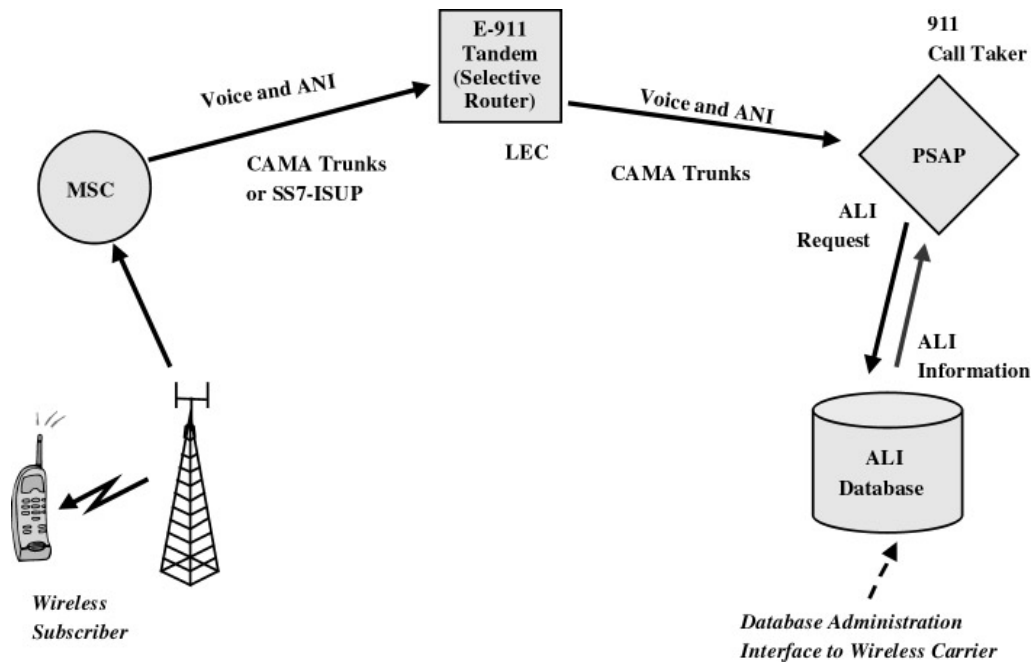 E-911
Tandem
(Selective
Router)
911
Call Taker
Voice and ANI
Voice and ANI
LEC
MSC
CAMA Trunks
or SS7-ISUP
CAMA Trunks
PSAP
ALI
Request
ALI
Information
ALI
Database
Wireless
Subscriber
Database Administration
Interface to Wireless Carrier